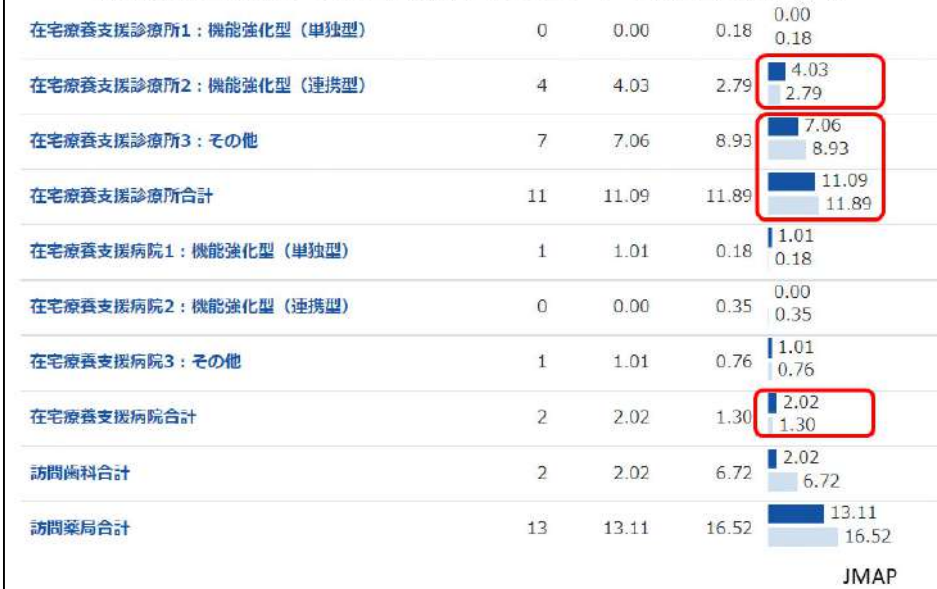 在宅療養支援診療所1：機能強化型（単独型） 0 0.00 0.18 0.00 0.18
在宅療養支援診療所2：機能強化型（連携型） 4 4.03 2.79 4.03 2.79
在宅療養支援診療所3：その他 7 7.06 8.93 7.06 8.93
在宅療養支援診療所合計 11 11.09 11.89 11.09 11.89
在宅療養支援病院1：機能強化型（単独型） 1 1.01 0.18 1.01 0.18
在宅療養支援病院2：機能強化型（連携型） 0 0.00 0.35 0.00 0.35
在宅療養支援病院3：その他 1 1.01 0.76 1.01 0.76
在宅療養支援病院合計 2 2.02 1.30 2.02 1.30
訪問歯科合計 2 2.02 6.72 2.02 6.72
訪問薬局合計 13 13.11 16.52 13.11 16.52
JMAP